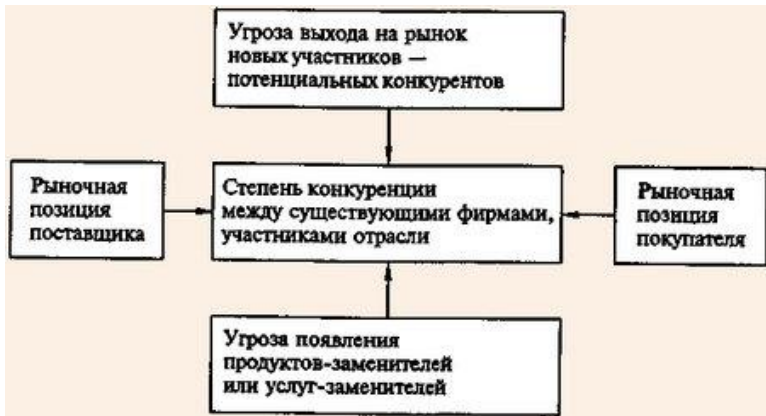 Угроза выхода на рынок
новых участников —
потенциальных конкурентов
Рыночная
позиция
поставщика
Степень конкуренции
между существующими фирмами,
участниками отрасли
Рыночная
позиция
покупателя
Угроза появления
продуктов-заменителей
или услуг-заменителей